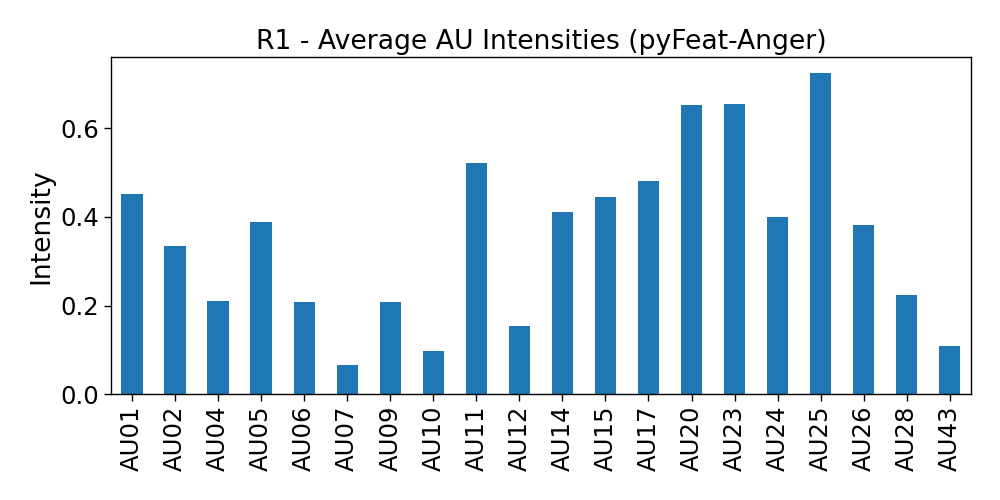 R1 - Average AU Intensities (pyFeat-Anger)
Intensity
0.6
0.4
0.2
0.0
AU01
AU02
AU04
AU05
AU06
AU07
AU09
AU10
AU11
AU12
AU14
AU15
AU17
AU20
AU23
AU24
AU25
AU26
AU28
AU43